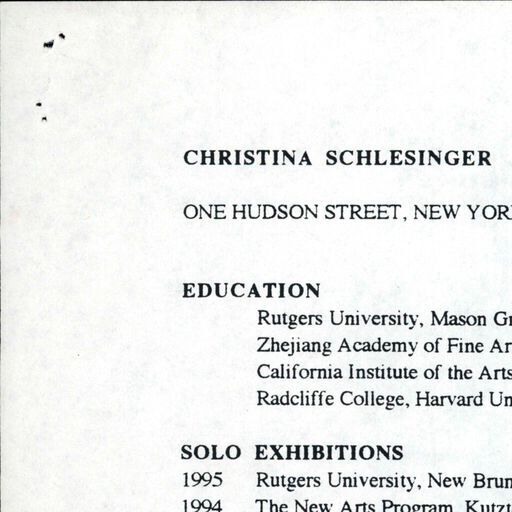 CHRISTINA SCHLESINGER
ONE HUDSON STREET, NEW YOR
EDUCATION
Rutgers University, Mason Gr
Zhejiang Academy of Fine Ar
California Institute of the Arts
Radcliffe College, Harvard Un
SOLO EXHIBITIONS
1995 Rutgers University, New Brun
1994 The New Arts Program, Kutzt